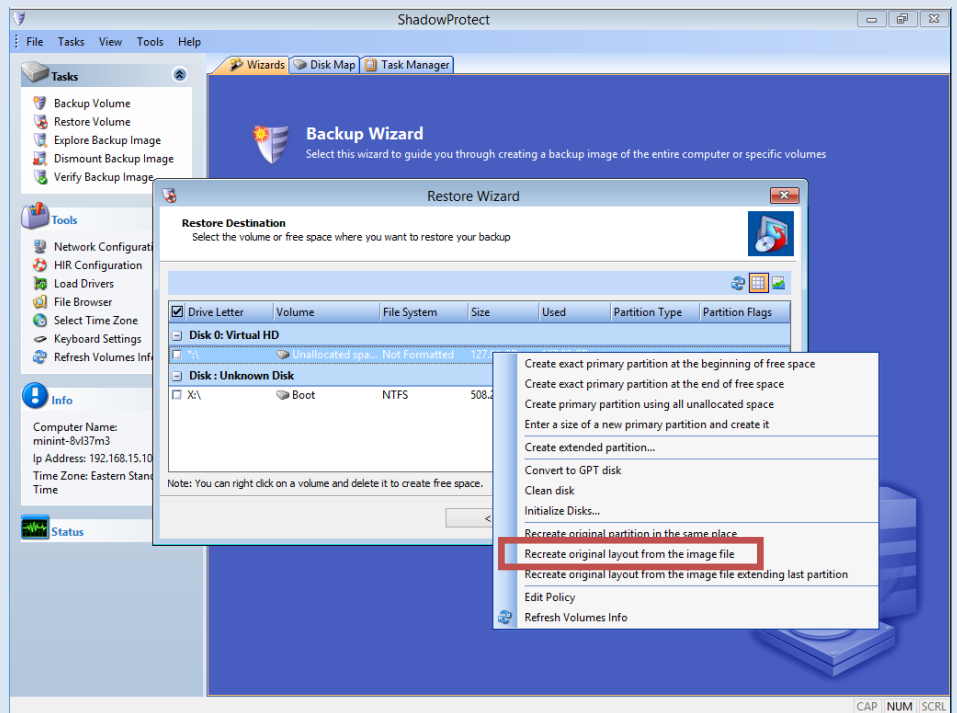 ShadowProtect
File Tasks View Tools Help
Tasks
Backup Volume
Restore Volume
Explore Backup Image
Dismount Backup Image
Verify Backup Image
Tools
Network Configurati
HIR Configuration
Load Drivers
File Browser
Select Time Zone
Keyboard Settings
Refresh Volumes Info
Info
Computer Name:
minint-8vl37m3
Ip Address: 192.168.15.10
Time Zone: Eastern Stand
Time
Status
Wizards Disk Map Task Manager
Backup Wizard
Select this wizard to guide you through creating a backup image of the entire computer or specific volumes
Restore Wizard
Restore Destination
Select the volume or free space where you want to restore your backup
Drive Letter Volume File System Size Used Partition Type Partition Flags
Disk 0: Virtual HD
*:\ Unallocated spa... Not Formatted
Disk : Unknown Disk
X:\ Boot NTFS 508.2
Note: You can right click on a volume and delete it to create free space.
<
Create exact primary partition at the beginning of free space
Create exact primary partition at the end of free space
Create primary partition using all unallocated space
Enter a size of a new primary partition and create it
Create extended partition...
Convert to GPT disk
Clean disk
Initialize Disks...
Recreate original partition in the same place
Recreate original layout from the image file
Recreate original layout from the image file extending last partition
Edit Policy
Refresh Volumes Info
CAP NUM SCRL